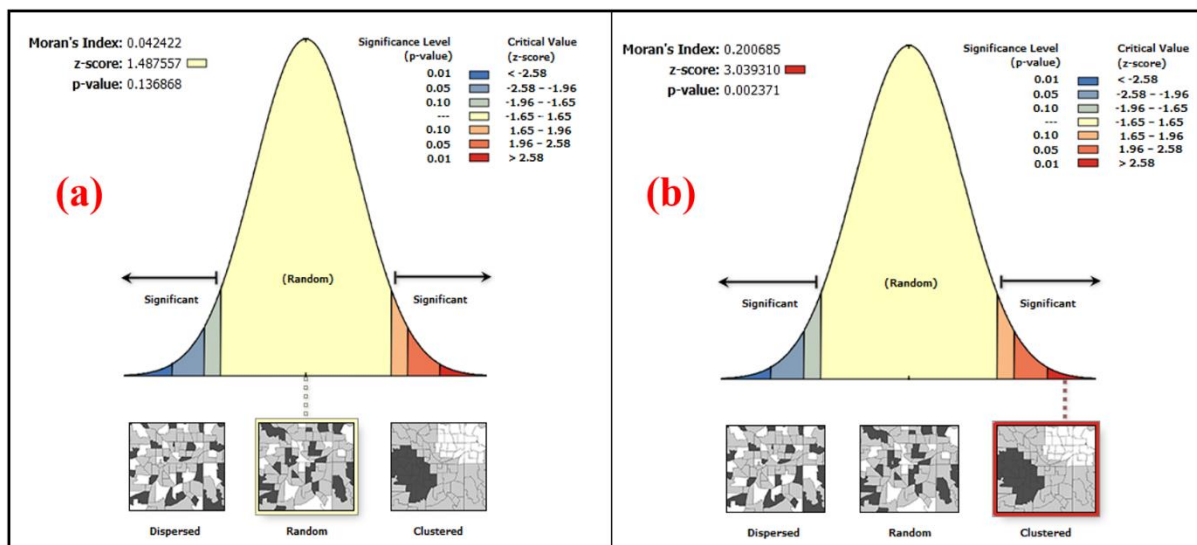 Moran's Index: 0.042422
z-score: 1.487557
p-value: 0.136868
Significance Level (p-value)
Critical Value (z-score)
0.01 < -2.58
0.05 -2.58 – -1.96
0.10 -1.96 – -1.65
--- -1.65 – 1.65
0.10 1.65 – 1.96
0.05 1.96 – 2.58
0.01 > 2.58
(a)
(Random)
Significant
Significant
Dispersed
Random
Clustered
Moran's Index: 0.200685
z-score: 3.039310
p-value: 0.002371
Significance Level (p-value)
Critical Value (z-score)
0.01 < -2.58
0.05 -2.58 – -1.96
0.10 -1.96 – -1.65
--- -1.65 – 1.65
0.10 1.65 – 1.96
0.05 1.96 – 2.58
0.01 > 2.58
(b)
(Random)
Significant
Significant
Dispersed
Random
Clustered